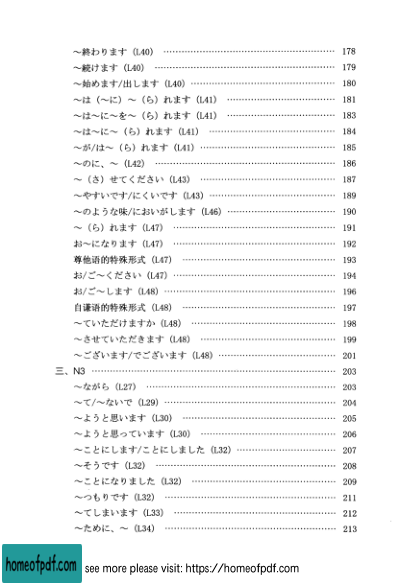 ～終わります（L40） ………………………………………… 178
～続けます（L40） ………………………………………… 179
～始めます/出します（L40） ………………………………………… 180
～は（～に）～（ら）れます（L41） ………………………………………… 181
～は～に～を～（ら）れます（L41） ………………………………………… 183
～は～に～（ら）れます（L41） ………………………………………… 184
～が/は～（ら）れます（L41） ………………………………………… 185
～のに、～（L42） ………………………………………… 186
～（さ）せてください（L43） ………………………………………… 187
～やすいです/にくいです（L43） ………………………………………… 189
～のような味/においがします（L46） ………………………………………… 190
～（ら）れます（L47） ………………………………………… 191
お～になります（L47） ………………………………………… 192
尊他语的特殊形式（L47） ………………………………………… 193
お/ご～ください（L47） ………………………………………… 194
お/ご～します（L48） ………………………………………… 196
自谦语的特殊形式（L48） ………………………………………… 197
～ていただけますか（L48） ………………………………………… 198
～させていただきます（L48） ………………………………………… 199
～ございます/でございます（L48） ………………………………………… 201
三、N3 ………………………………………… 203
～ながら（L27） ………………………………………… 203
～て/～ないで（L29） ………………………………………… 204
～ようと思います（L30） ………………………………………… 205
～ようと思っています（L30） ………………………………………… 206
～ことにします/ことにしました（L32） ………………………………………… 207
～そうです（L32） ………………………………………… 208
～ことになりました（L32） ………………………………………… 209
～つもりです（L32） ………………………………………… 211
～てしまいます（L33） ………………………………………… 212
～ために、～（L34） ………………………………………… 213
homeofpdf.com see more please visit: https://homeofpdf.com